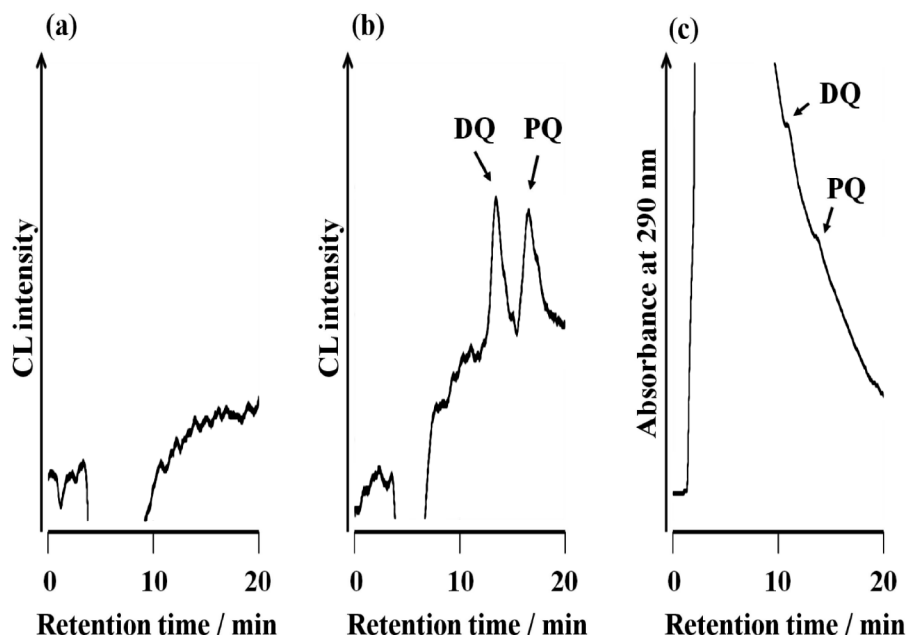 (a)
CL intensity
0 10 20
Retention time / min
(b)
DQ PQ
CL intensity
0 10 20
Retention time / min
(c)
DQ
PQ
Absorbance at 290 nm
0 10 20
Retention time / min